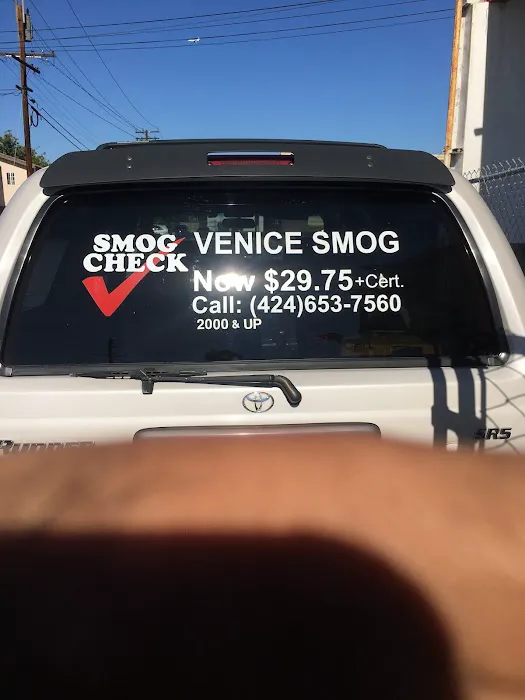 SMOG
CHECK
VENICE SMOG
Now $29.75 +Cert.
Call: (424)653-7560
2000 & UP
SR5